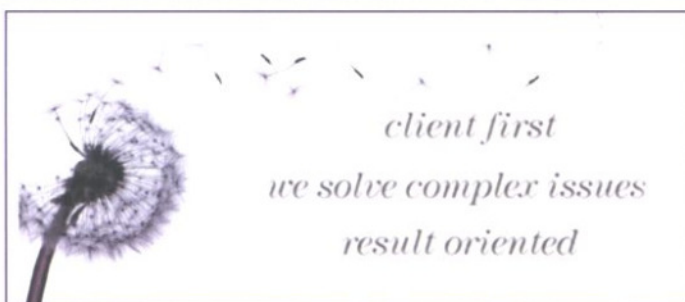 client first
we solve complex issues
result oriented